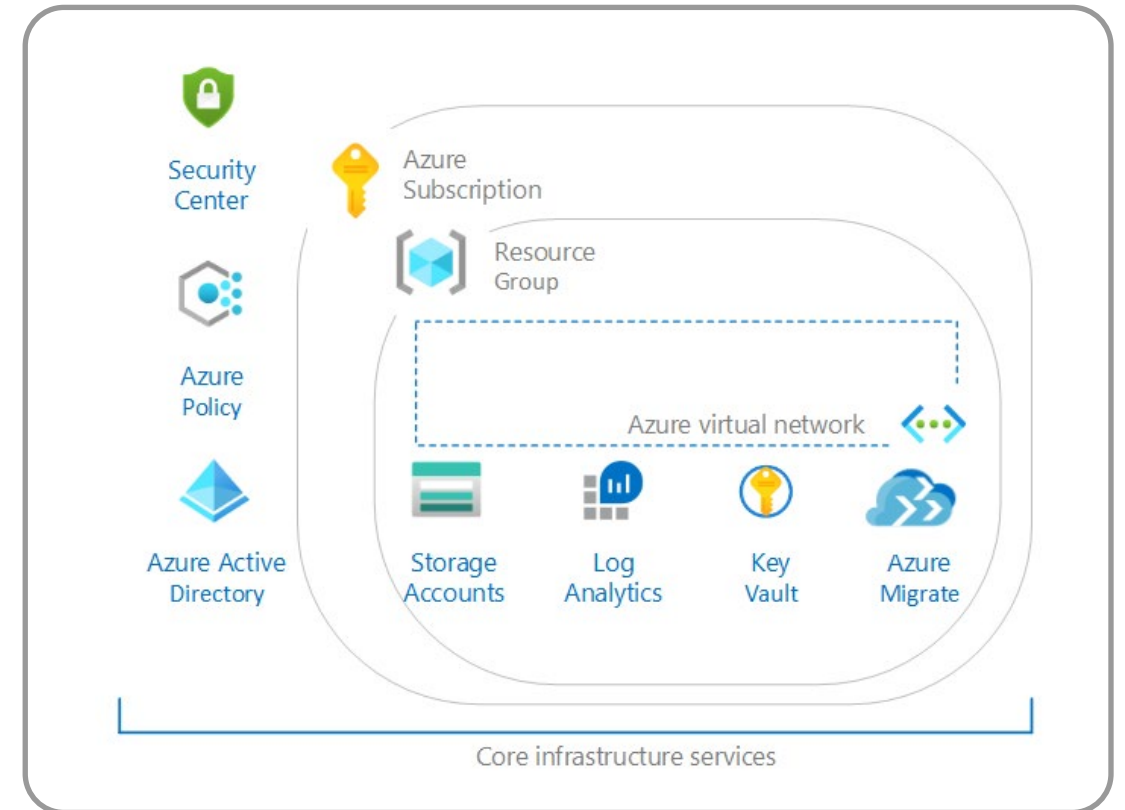 Security
Center
Azure
Subscription
Resource
Group
Azure
Policy
Azure virtual network
Azure Active
Directory
Storage
Accounts
Log
Analytics
Key
Vault
Azure
Migrate
Core infrastructure services